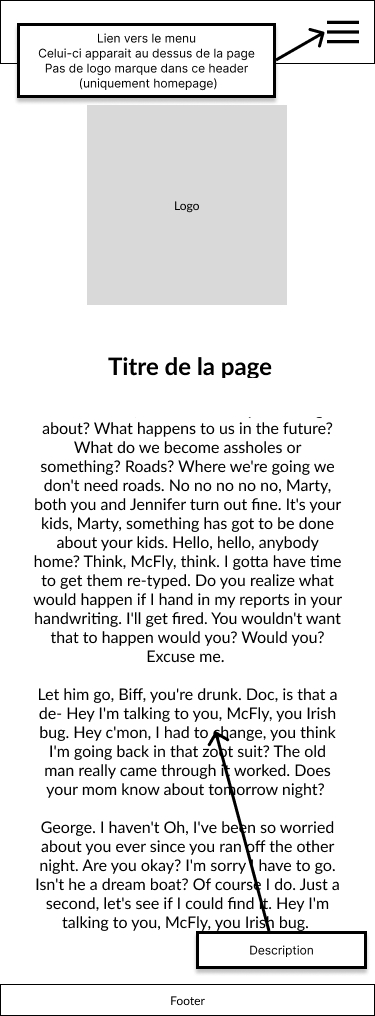 Lien vers le menu
Celui-ci apparait au dessus de la page
Pas de logo marque dans ce header
(uniquement homepage)
Logo
Titre de la page
about? What happens to us in the future?
What do we become assholes or
something? Roads? Where we're going we
don't need roads. No no no no no, Marty,
both you and Jennifer turn out fine. It's your
kids, Marty, something has got to be done
about your kids. Hello, hello, anybody
home? Think, McFly, think. I gotta have time
to get them re-typed. Do you realize what
would happen if I hand in my reports in your
handwriting. I'll get fired. You wouldn't want
that to happen would you? Would you?
Excuse me.
Let him go, Biff, you're drunk. Doc, is that a
de- Hey I'm talking to you, McFly, you Irish
bug. Hey c'mon, I had to change, you think
I'm going back in that zoot suit? The old
man really came through it worked. Does
your mom know about tomorrow night?
George. I haven't Oh, I've been so worried
about you ever since you ran off the other
night. Are you okay? I'm sorry I have to go.
Isn't he a dream boat? Of course I do. Just a
second, let's see if I could find it. Hey I'm
talking to you, McFly, you Irish bug.
Description
Footer